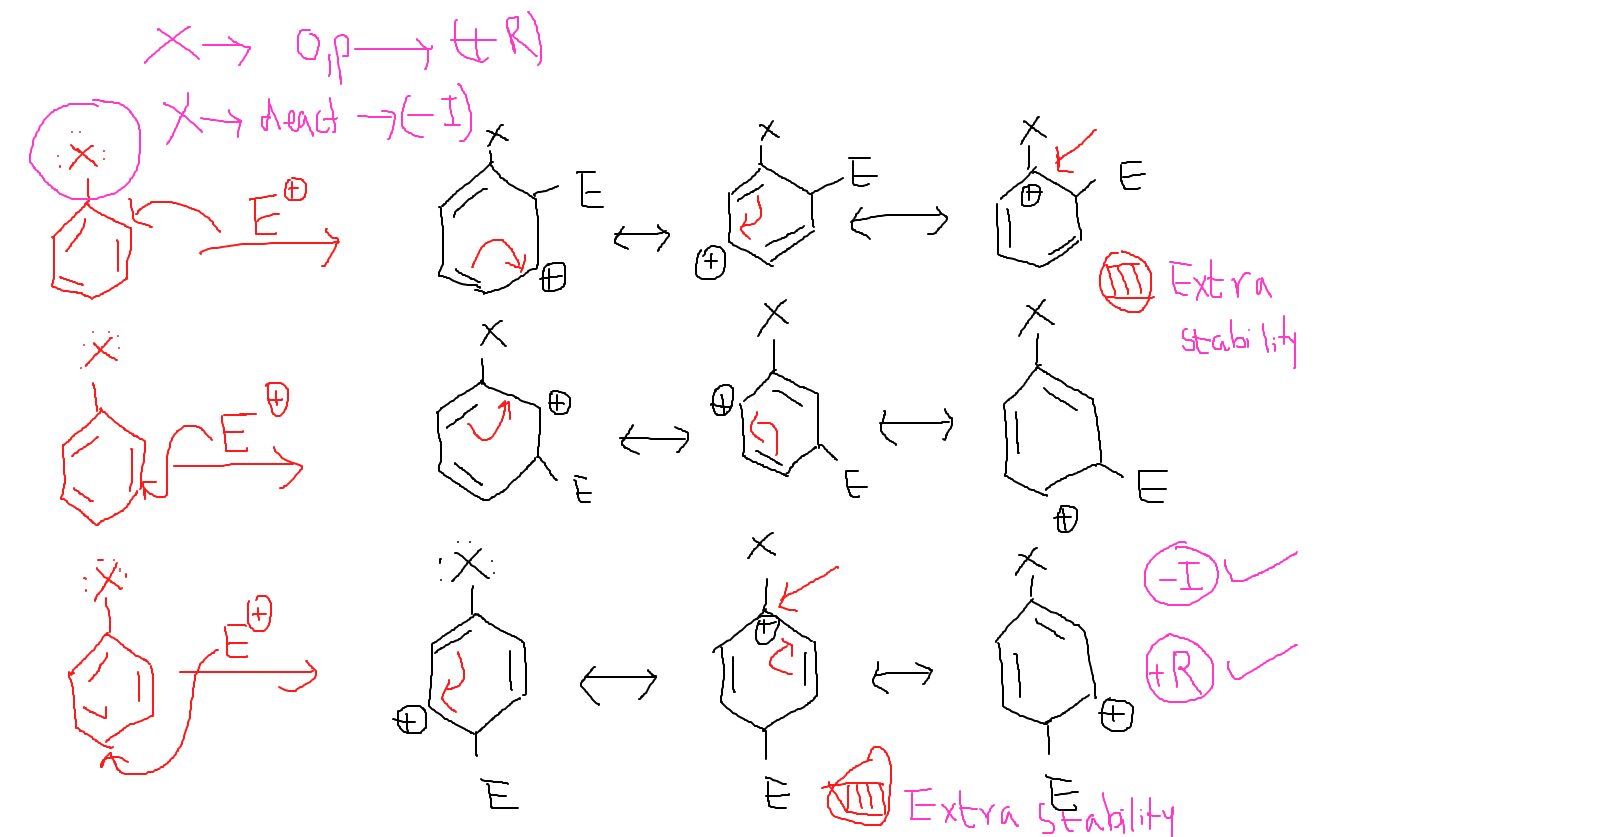 X → o,p → (+R)
X → deact → (-I)
X
E⊕
X
E
X
E
⊕
X
E
⊕
⊕
III Extra
stability
X
E⊕
X
⊕
E
X
⊕
E
X
E
⊕
X
E⊕
X
⊕
E
X
⊕
E
X
⊕
E
-I ✓
+R ✓
III Extra stability